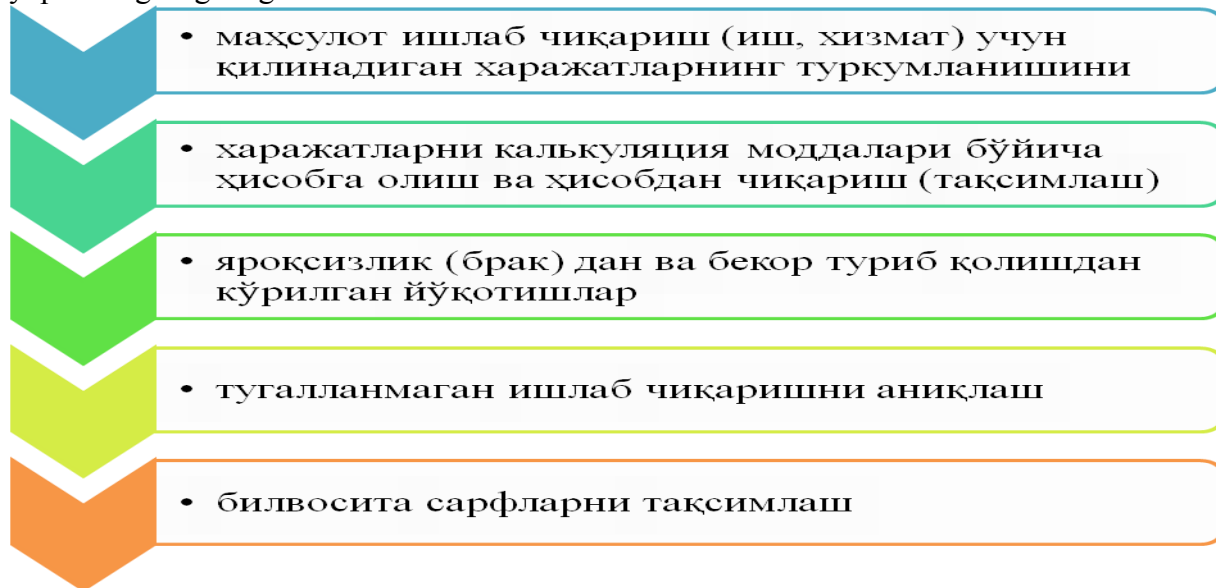 • маҳсулот ишлаб чиқариш (иш, хизмат) учун
қилинадиган харажатларнинг туркумланишини
• харажатларни калькуляция моддалари бўйича
ҳисобга олиш ва ҳисобдан чиқариш (тақсимлаш)
• яроқсизлик (брак) дан ва бекор туриб қолишдан
кўрилган йўқотишлар
• тугалланмаган ишлаб чиқаришни аниқлаш
• билвосита сарфларни тақсимлаш